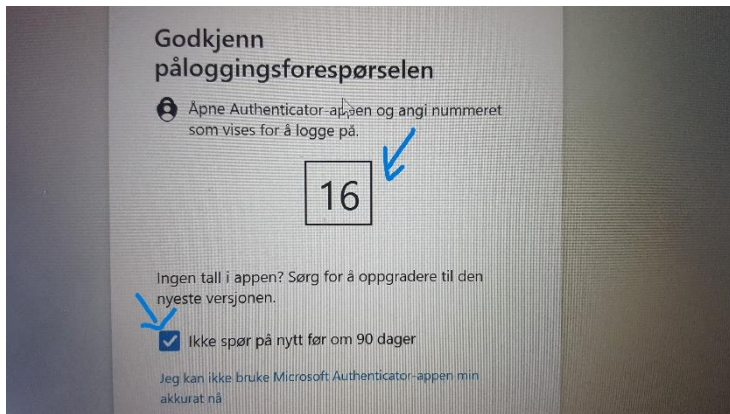 Godkjenn
påloggingsforespørselen
Åpne Authenticator-appen og angi nummeret
som vises for å logge på.
16
Ingen tall i appen? Sørg for å oppgradere til den
nyeste versjonen.
Ikke spør på nytt før om 90 dager
Jeg kan ikke bruke Microsoft Authenticator-appen min
akkurat nå